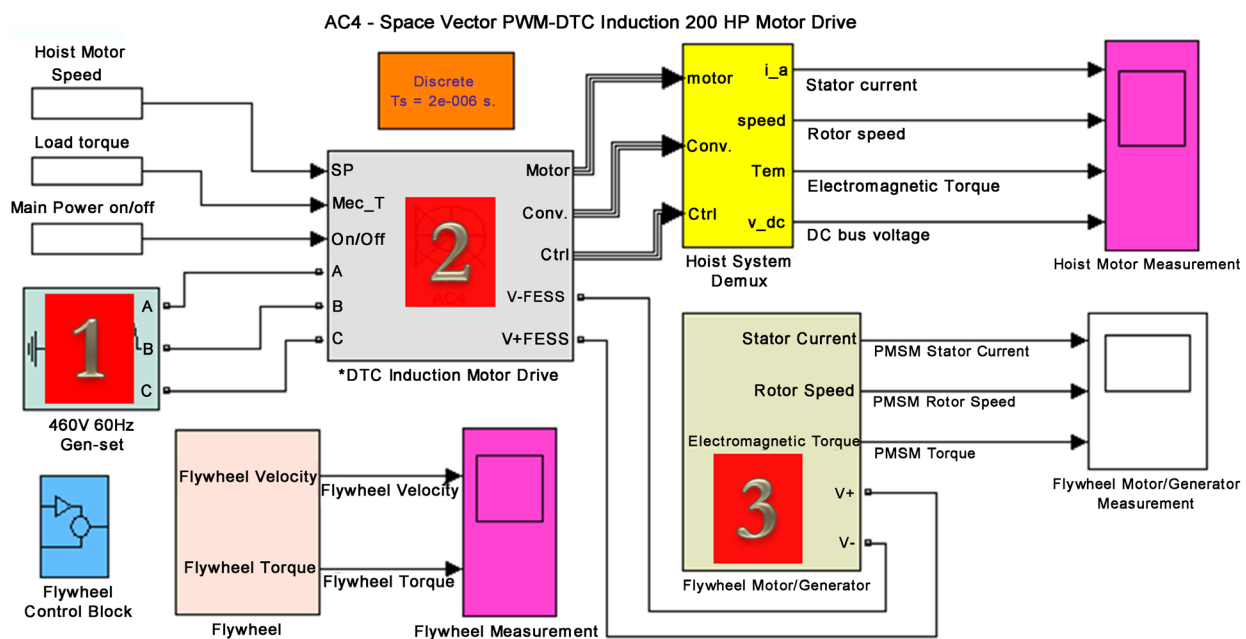 AC4 - Space Vector PWM-DTC Induction 200 HP Motor Drive
Hoist Motor
Speed
Load torque
Main Power on/off
Discrete
Ts = 2e-006 s.
SP
Mec_T
On/Off
A
B
C
Motor
Conv.
Ctrl
V-FESS
V+FESS
2
AC4
*DTC Induction Motor Drive
motor
Conv.
Ctrl
i_a
speed
Tem
v_dc
Hoist System
Demux
Stator current
Rotor speed
Electromagnetic Torque
DC bus voltage
Hoist Motor Measurement
1
A
B
C
460V 60Hz
Gen-set
Flywheel
Control Block
Flywheel Velocity
Flywheel Torque
Flywheel
Flywheel Velocity
Flywheel Torque
Flywheel Measurement
Stator Current
Rotor Speed
Electromagnetic Torque
3
V+
V-
Flywheel Motor/Generator
PMSM Stator Current
PMSM Rotor Speed
PMSM Torque
Flywheel Motor/Generator
Measurement